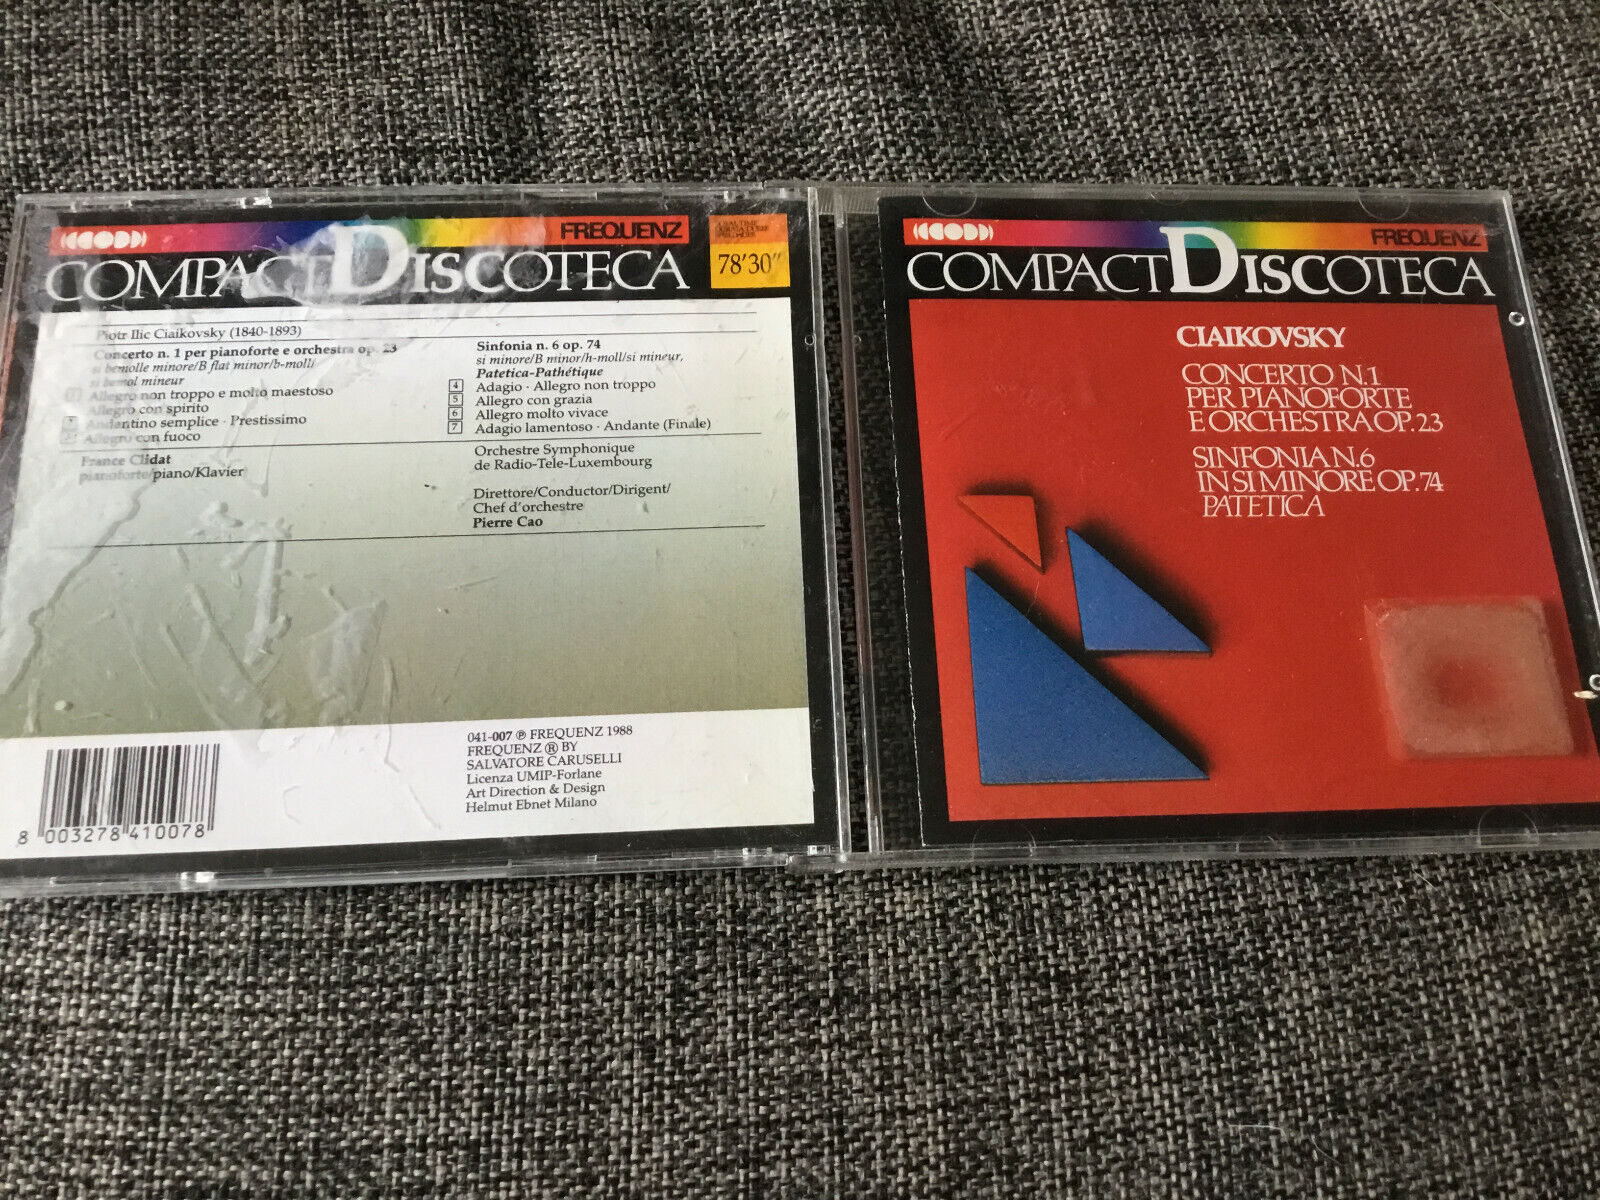 FREQUENZ
78'30"
COMPACT DISCOTECA
Piotr Ilic Ciaikovsky (1840-1893)
Concerto n. 1 per pianoforte e orchestra op. 23
si bemolle minore/B flat minor/b-moll/
si bemol mineur
Allegro non troppo e molto maestoso
Allegro con spirito
Andantino semplice · Prestissimo
Allegro con fuoco
France Clidat
pianoforte/piano/Klavier
Sinfonia n. 6 op. 74
si minore/B minor/h-moll/si mineur,
Patetica-Pathétique
4 Adagio · Allegro non troppo
5 Allegro con grazia
6 Allegro molto vivace
7 Adagio lamentoso · Andante (Finale)
Orchestre Symphonique
de Radio-Tele-Luxembourg
Direttore/Conductor/Dirigent/
Chef d'orchestre
Pierre Cao
8 003278 410078
041-007 ℗ FREQUENZ 1988
FREQUENZ ® BY
SALVATORE CARUSELLI
Licenza UMIP-Forlane
Art Direction & Design
Helmut Ebnet Milano
FREQUENZ
COMPACT DISCOTECA
CIAIKOVSKY
CONCERTO N.1
PER PIANOFORTE
E ORCHESTRA OP. 23
SINFONIA N.6
IN SI MINORE OP. 74
PATETICA